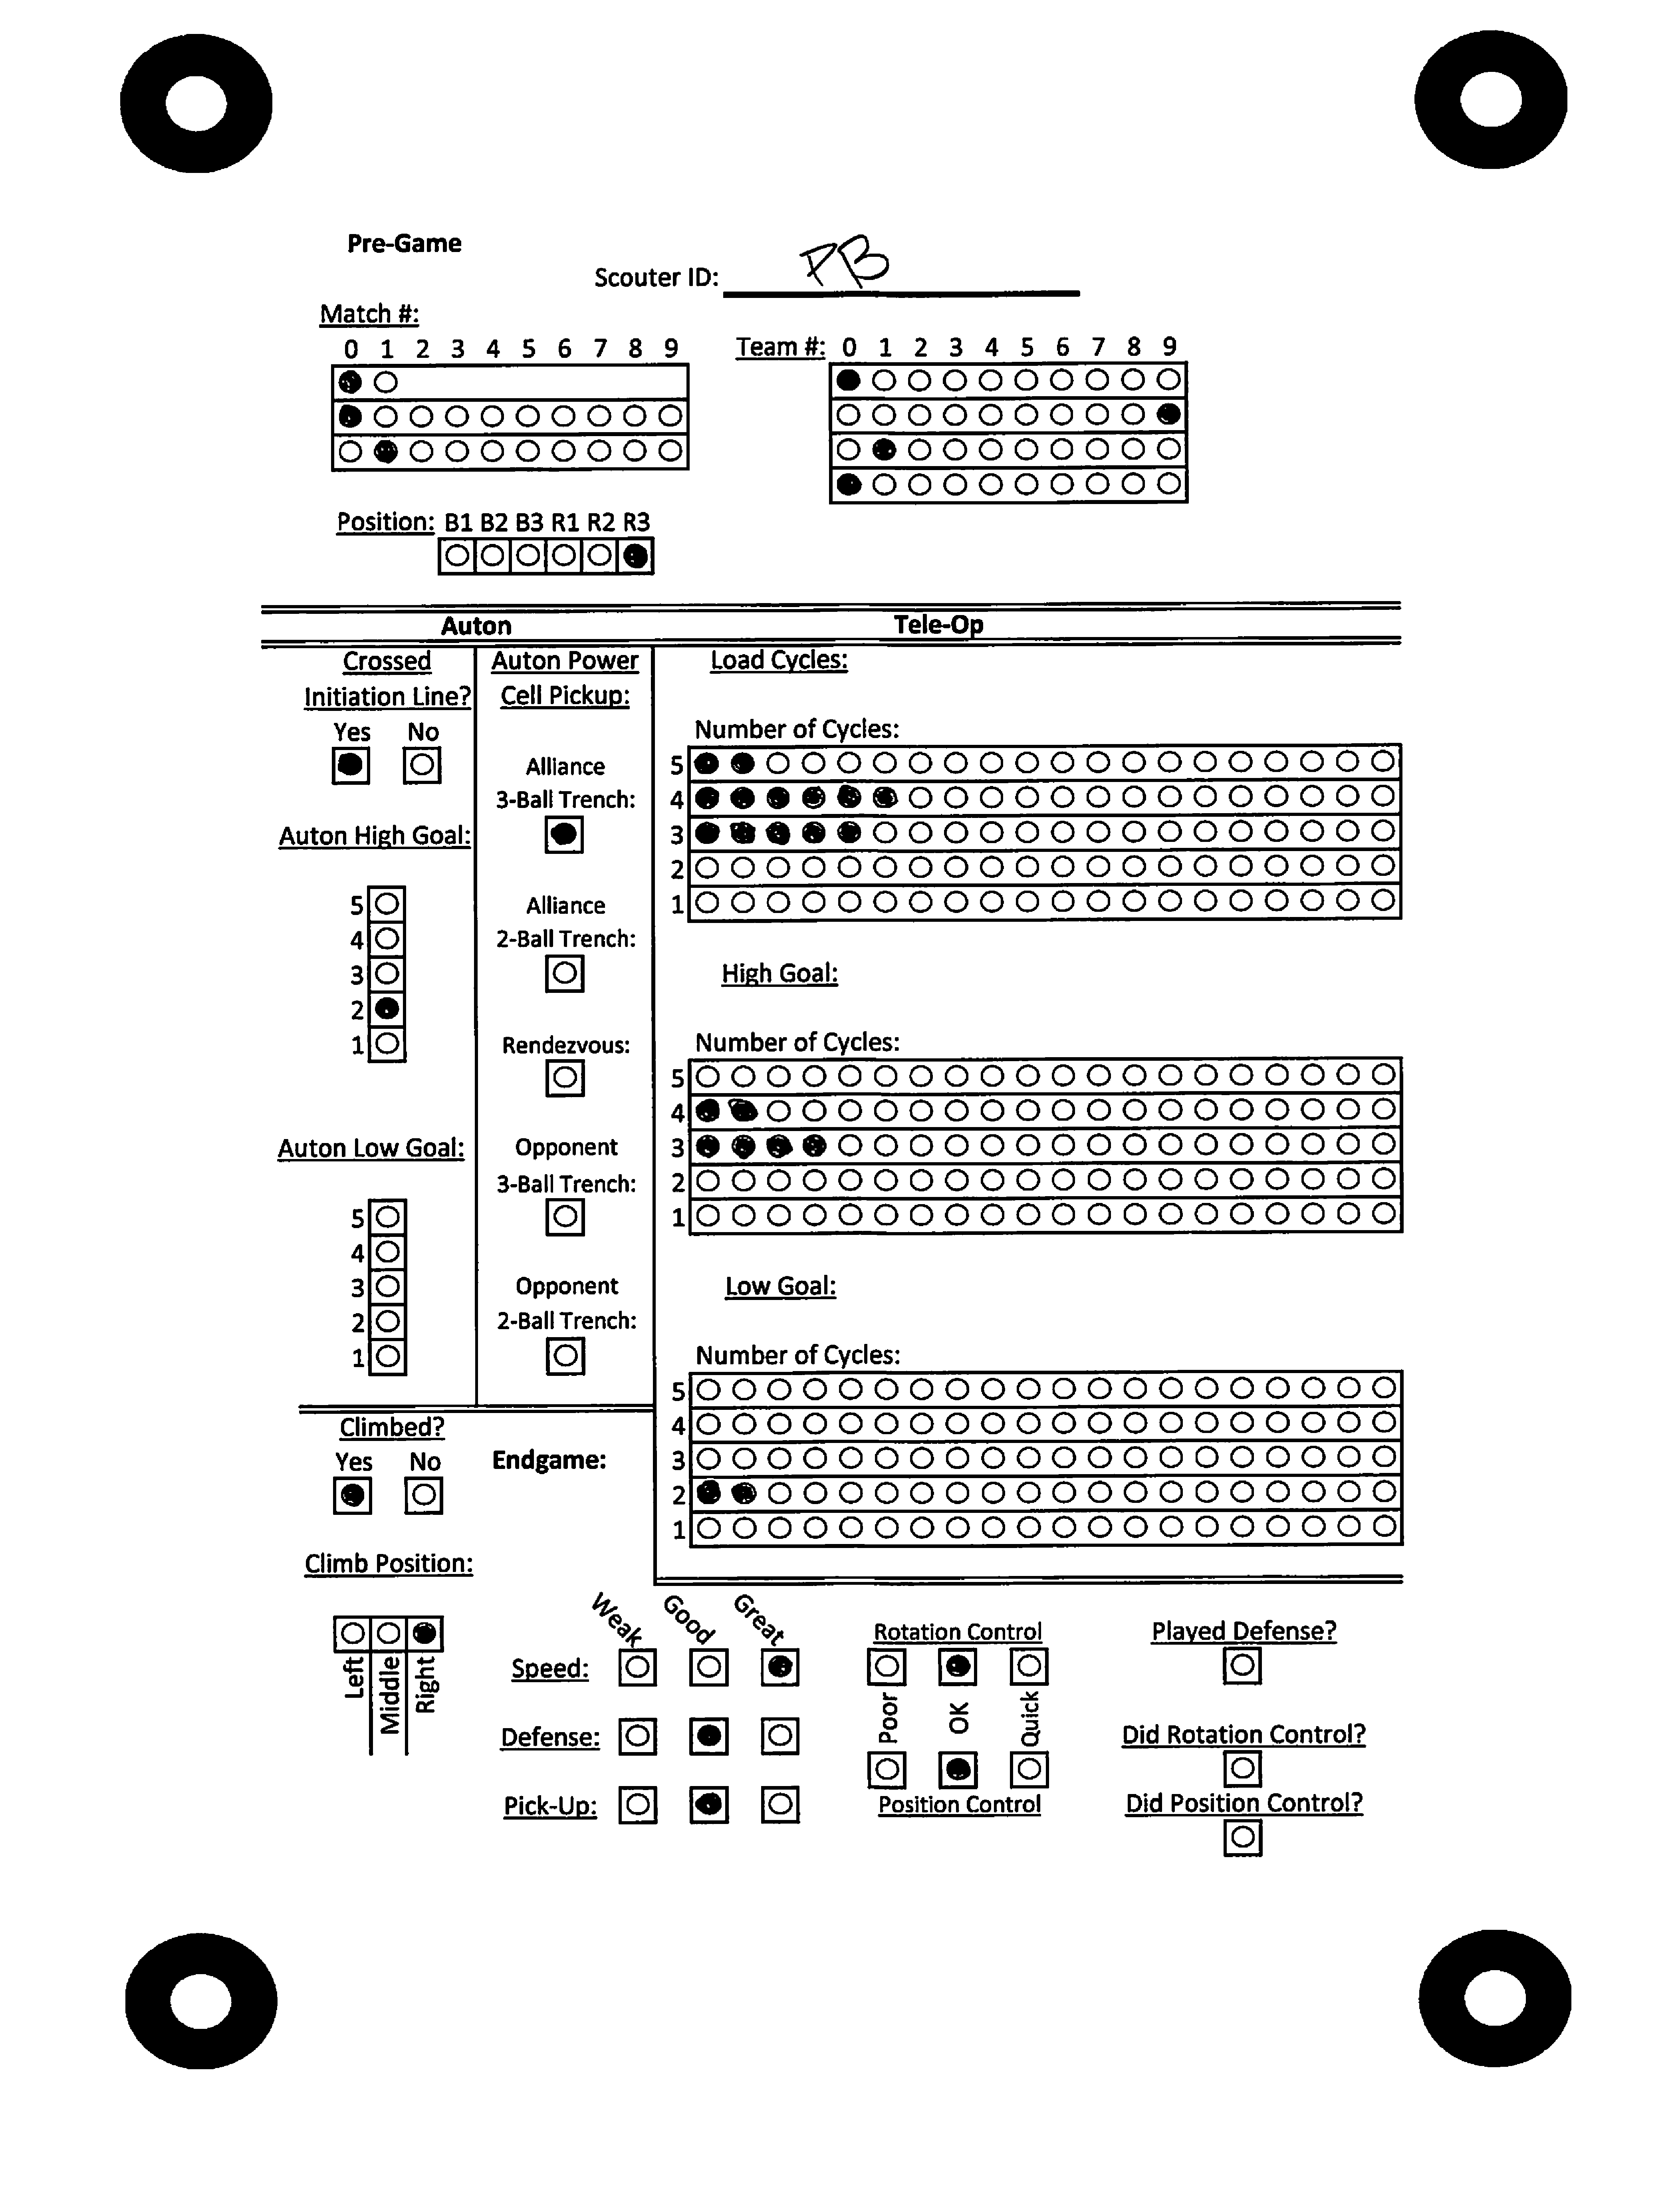 Pre-Game
Scouter ID: PB
Match #:
0 1 2 3 4 5 6 7 8 9
Team #: 0 1 2 3 4 5 6 7 8 9
Position: B1 B2 B3 R1 R2 R3
Auton
Tele-Op
Crossed
Initiation Line?
Yes No
Auton High Goal:
5
4
3
2
1
Auton Low Goal:
5
4
3
2
1
Auton Power
Cell Pickup:
Alliance
3-Ball Trench:
Alliance
2-Ball Trench:
Rendezvous:
Opponent
3-Ball Trench:
Opponent
2-Ball Trench:
Load Cycles:
Number of Cycles:
5
4
3
2
1
High Goal:
Number of Cycles:
5
4
3
2
1
Low Goal:
Number of Cycles:
5
4
3
2
1
Climbed?
Yes No
Endgame:
Climb Position:
Left
Middle
Right
Weak Good Great
Speed:
Defense:
Pick-Up:
Rotation Control
Poor OK Quick
Position Control
Played Defense?
Did Rotation Control?
Did Position Control?